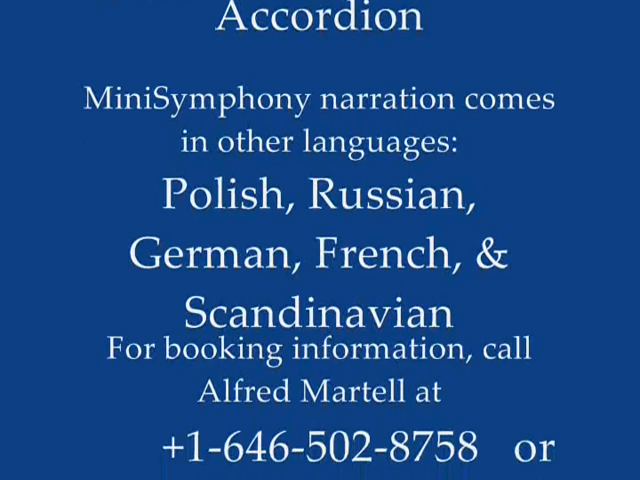 Accordion
MiniSymphony narration comes
in other languages:
Polish, Russian,
German, French, &
Scandinavian
For booking information, call
Alfred Martell at
+1-646-502-8758 or